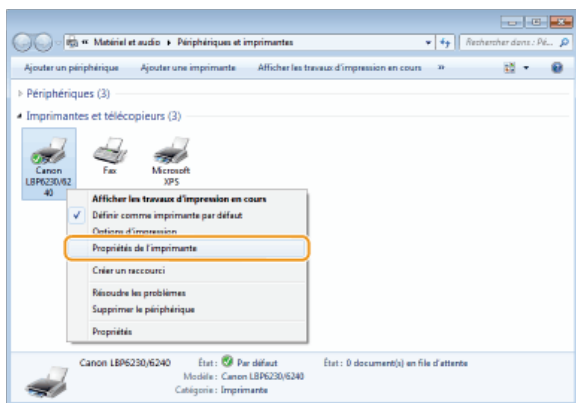 « Matériel et audio ▸ Périphériques et imprimantes
Rechercher dans : Pé...
Ajouter un périphérique Ajouter une imprimante Afficher les travaux d'impression en cours »
Périphériques (3)
Imprimantes et télécopieurs (3)
Canon LBP6230/6240
Fax
Microsoft XPS
Afficher les travaux d'impression en cours
Définir comme imprimante par défaut
Options d'impression
Propriétés de l'imprimante
Créer un raccourci
Résoudre les problèmes
Supprimer le périphérique
Propriétés
Canon LBP6230/6240 État : Par défaut État : 0 document(s) en file d'attente
Modèle : Canon LBP6230/6240
Catégorie : Imprimante